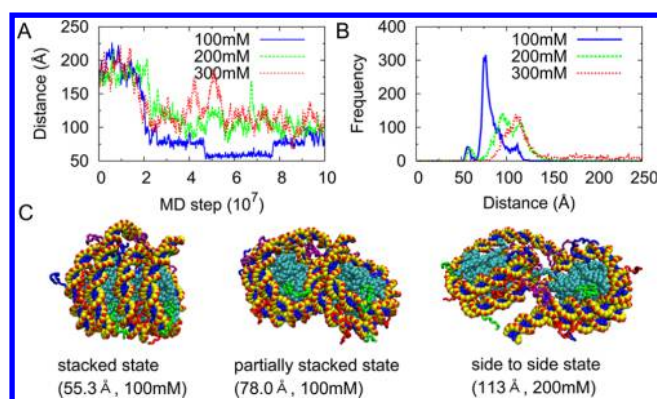 A
B
250
200
150
100
50
Distance (Å)
100mM
200mM
300mM
0 2 4 6 8 10
MD step (10⁷)
400
300
200
100
0
Frequency
100mM
200mM
300mM
0 50 100 150 200 250
Distance (Å)
C
stacked state partially stacked state side to side state
(55.3 Å, 100mM) (78.0 Å, 100mM) (113 Å, 200mM)